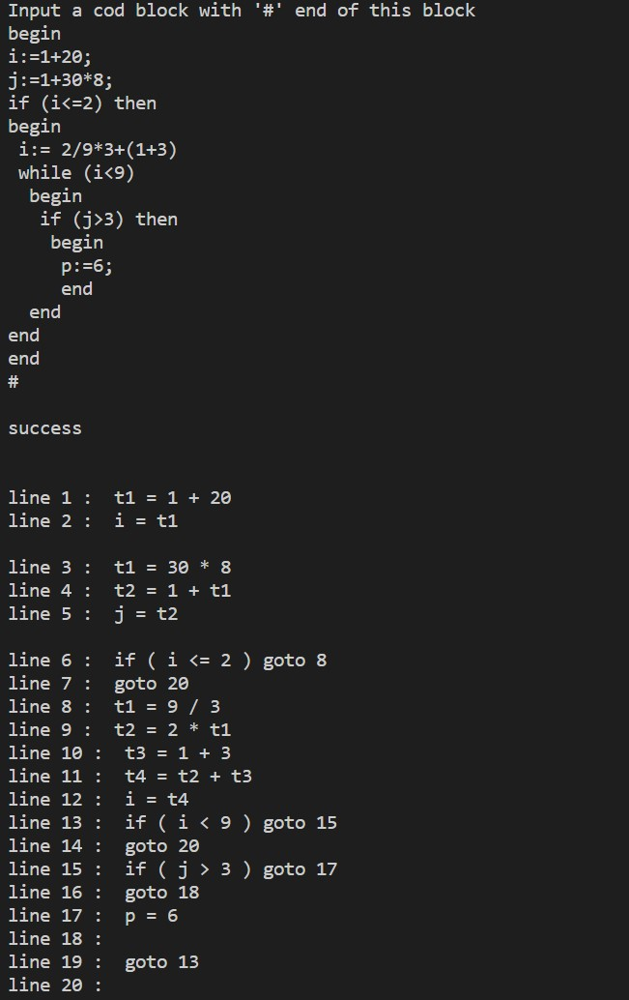 Input a cod block with '#' end of this block
begin
i:=1+20;
j:=1+30*8;
if (i<=2) then
begin
 i:= 2/9*3+(1+3)
 while (i<9)
  begin
   if (j>3) then
    begin
     p:=6;
     end
  end
end
end
#

success

line 1 :  t1 = 1 + 20
line 2 :  i = t1

line 3 :  t1 = 30 * 8
line 4 :  t2 = 1 + t1
line 5 :  j = t2

line 6 :  if ( i <= 2 ) goto 8
line 7 :  goto 20
line 8 :  t1 = 9 / 3
line 9 :  t2 = 2 * t1
line 10 :  t3 = 1 + 3
line 11 :  t4 = t2 + t3
line 12 :  i = t4
line 13 :  if ( i < 9 ) goto 15
line 14 :  goto 20
line 15 :  if ( j > 3 ) goto 17
line 16 :  goto 18
line 17 :  p = 6
line 18 :
line 19 :  goto 13
line 20 :